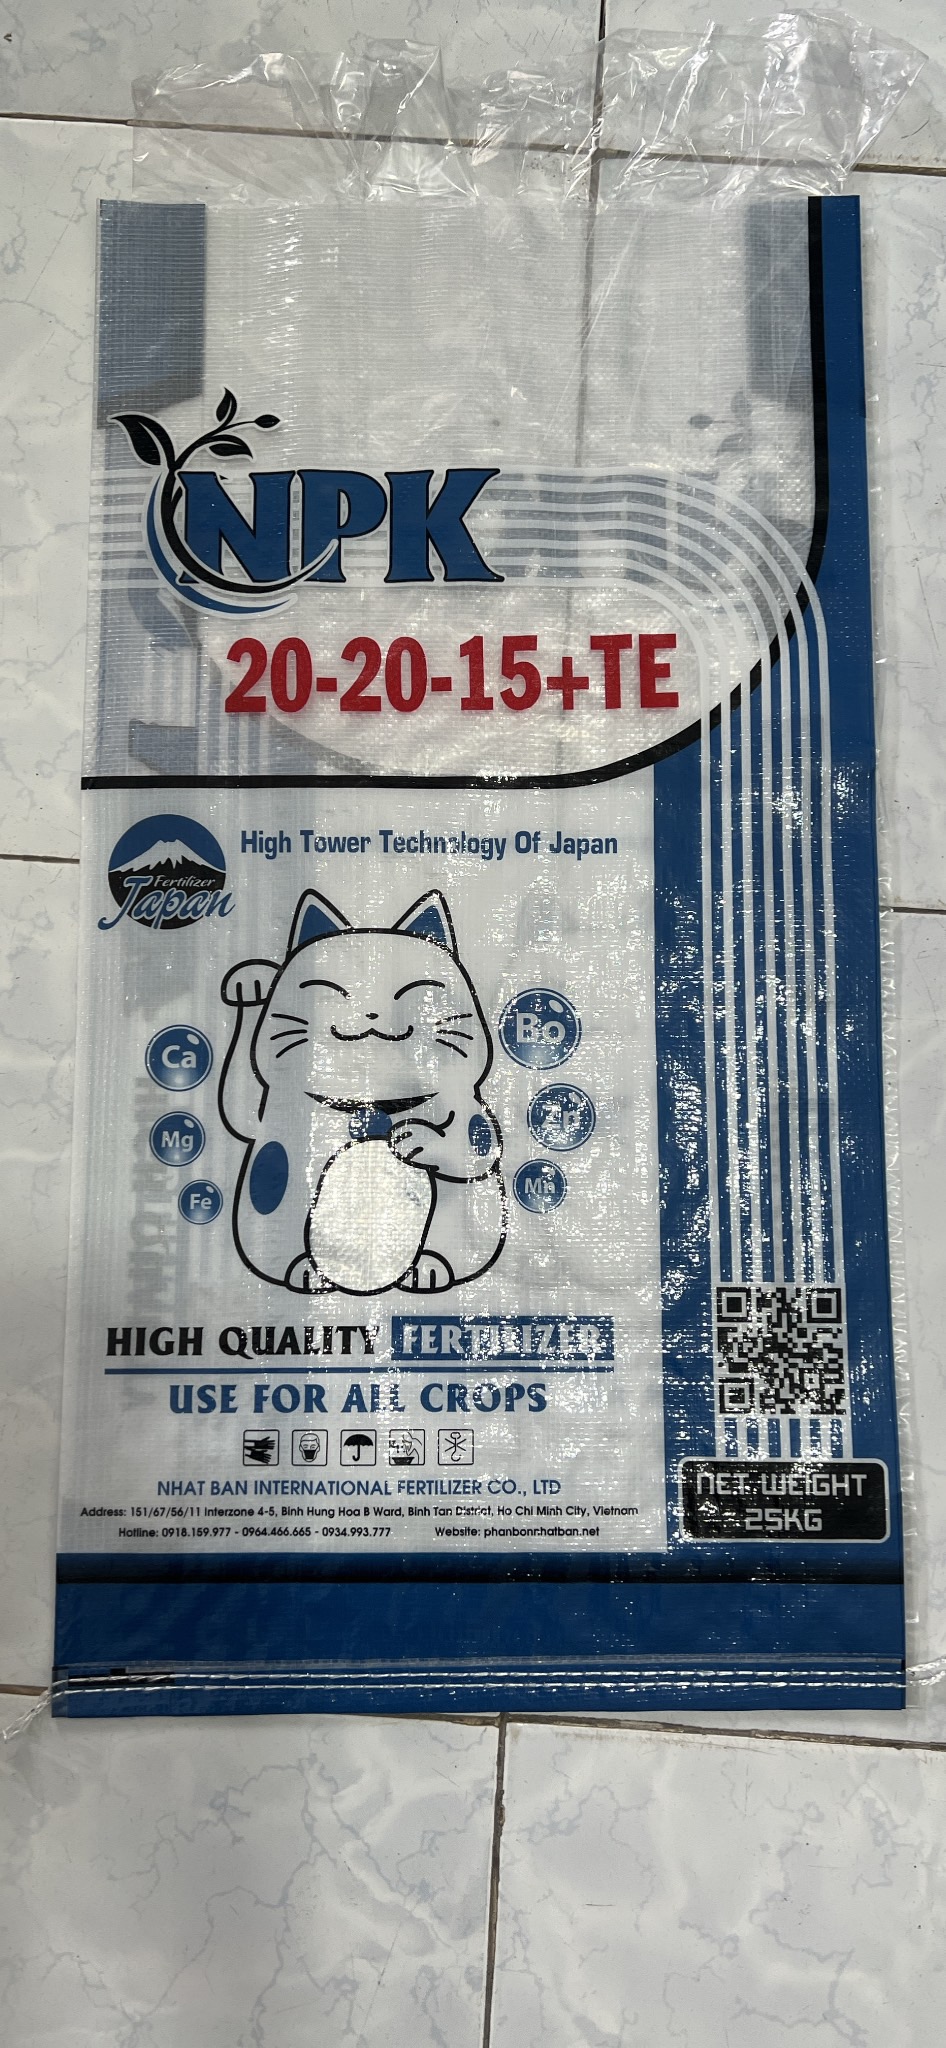 NPK
20-20-15+TE
Fertilizer
Japan
High Tower Technology Of Japan
Ca
Bo
Mg
Zn
Fe
Mn
HIGH QUALITY FERTILIZER
USE FOR ALL CROPS
NHAT BAN INTERNATIONAL FERTILIZER CO., LTD
Address: 151/67/56/11 Interzone 4-5, Binh Hung Hoa B Ward, Binh Tan District, Ho Chi Minh City, Vietnam
Hotline: 0918.159.977 - 0964.466.665 - 0934.993.777 Website: phanbonnhatban.net
NET WEIGHT
25KG